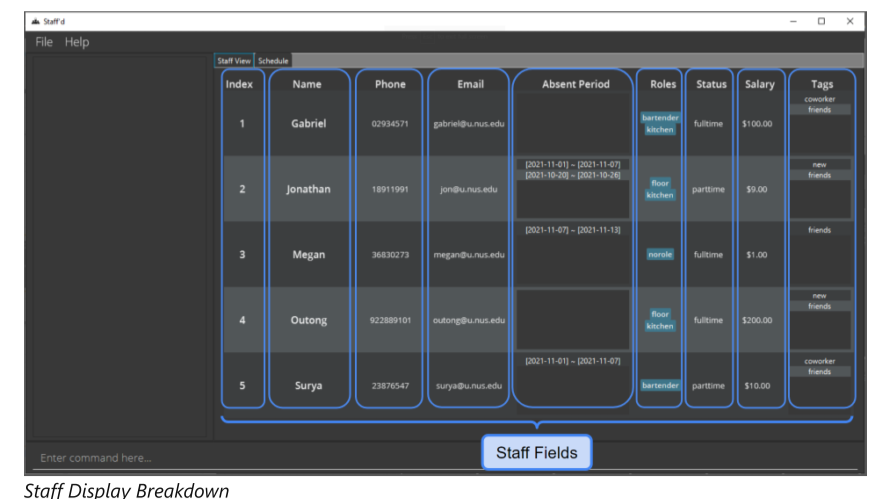 Staff'd
File Help
Staff View Schedule
Index Name Phone Email Absent Period Roles Status Salary Tags
1 Gabriel 02934571 gabriel@u.nus.edu bartender kitchen fulltime $100.00 coworker friends
2 Jonathan 18911991 jon@u.nus.edu [2021-11-01] ~ [2021-11-07] [2021-10-20] ~ [2021-10-26] floor kitchen parttime $9.00 new friends
3 Megan 36830273 megan@u.nus.edu [2021-11-07] ~ [2021-11-13] norole fulltime $1.00 friends
4 Outong 922889101 outong@u.nus.edu floor kitchen fulltime $200.00 new friends
5 Surya 23876547 surya@u.nus.edu [2021-11-01] ~ [2021-11-07] bartender parttime $10.00 coworker friends
Staff Fields
Enter command here...
Staff Display Breakdown